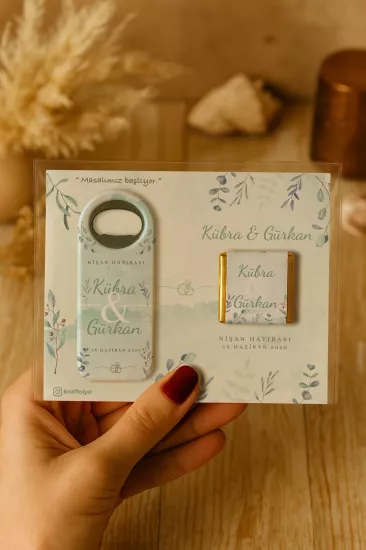 " Masalımız başlıyor. "
Kübra & Gürkan
NİŞAN HATIRASI
Kübra
&
Gürkan
Kübra
Gürkan
NİŞAN HATIRASI